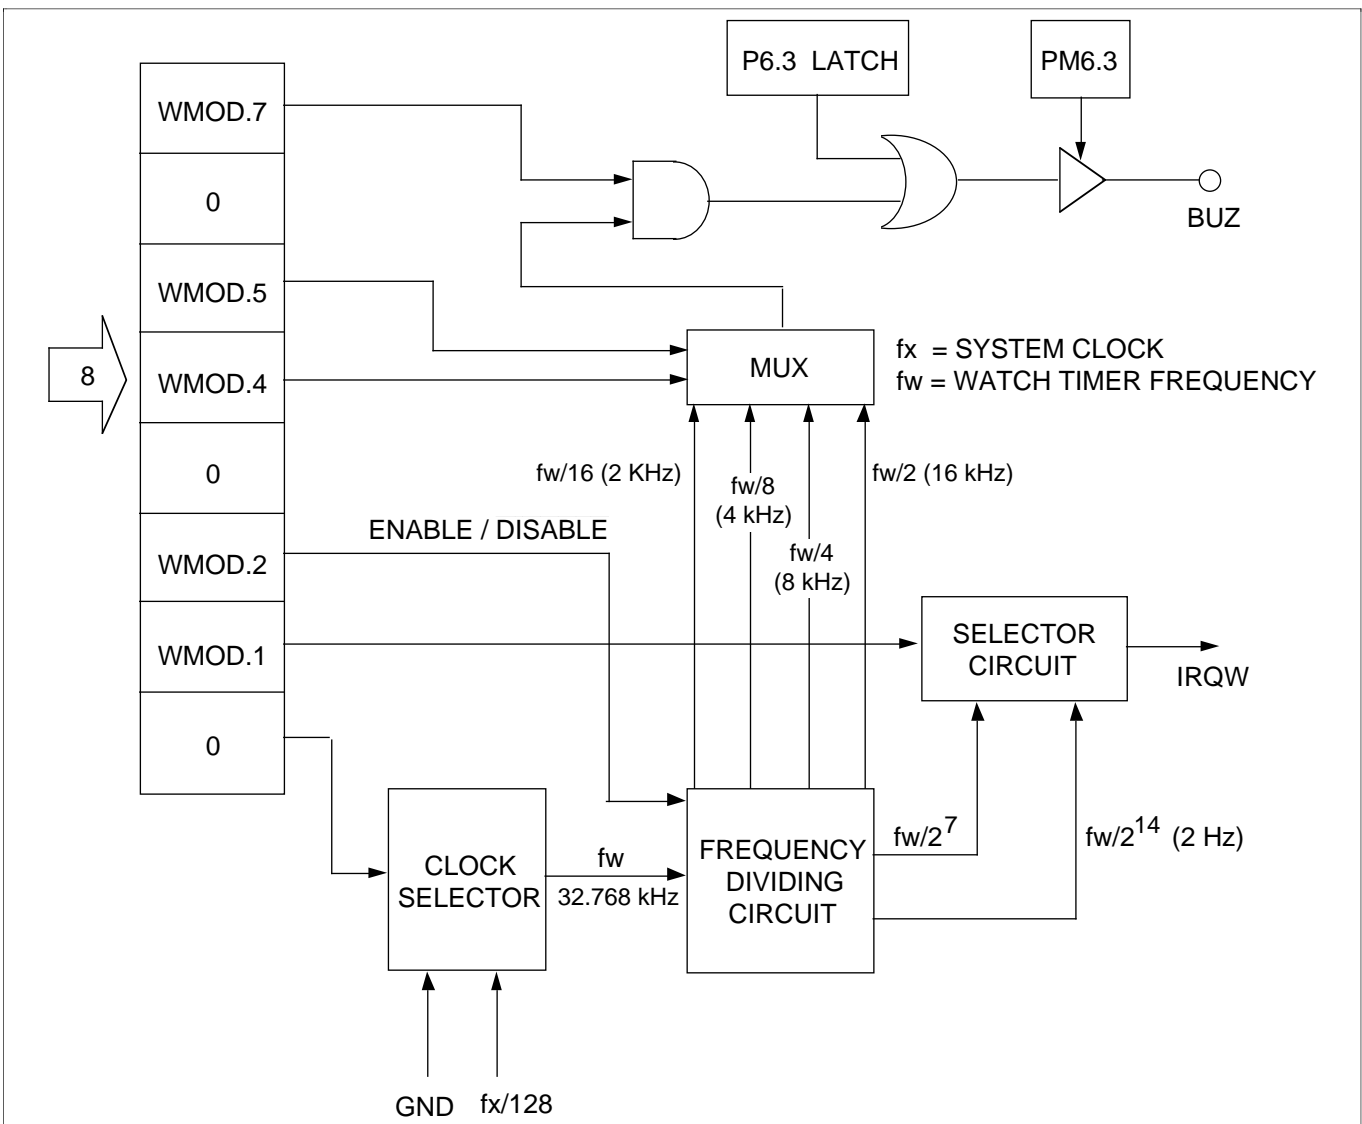 P6.3 LATCH
PM6.3
WMOD.7
0
BUZ
WMOD.5
8
WMOD.4
MUX
fx = SYSTEM CLOCK
fw = WATCH TIMER FREQUENCY
0
fw/16 (2 KHz)
fw/8
(4 kHz)
fw/2 (16 kHz)
ENABLE / DISABLE
fw/4
(8 kHz)
WMOD.2
WMOD.1
SELECTOR
CIRCUIT
IRQW
0
CLOCK
SELECTOR
fw
32.768 kHz
FREQUENCY
DIVIDING
CIRCUIT
fw/2^7
fw/2^14 (2 Hz)
GND
fx/128